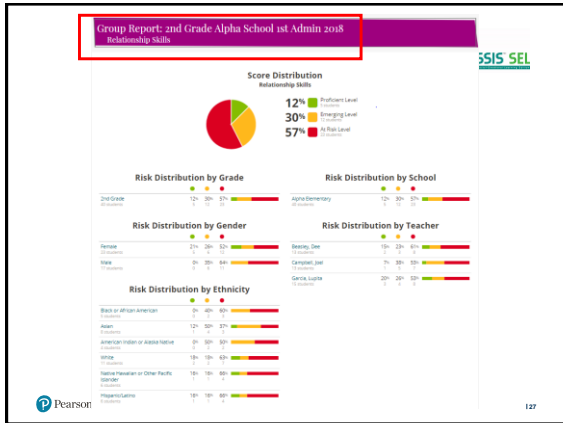 Group Report: 2nd Grade Alpha School 1st Admin 2018
Relationship Skills
SSIS SEL
Score Distribution
Relationship Skills
12% Proficient Level
30% Emerging Level
57% At Risk Level
Risk Distribution by Grade
2nd Grade 12% 30% 57%
Risk Distribution by School
Alpha Elementary 12% 30% 57%
Risk Distribution by Gender
Female 21% 26% 52%
Male 0% 35% 64%
Risk Distribution by Teacher
Beasley, Dee 15% 23% 61%
Campbell, Joel 7% 38% 53%
Garcia, Lupita 20% 26% 53%
Risk Distribution by Ethnicity
Black or African American 0% 40% 60%
Asian 12% 50% 37%
American Indian or Alaska Native 0% 50% 50%
White 18% 18% 63%
Native Hawaiian or Other Pacific
Islander 16% 16% 66%
Hispanic/Latino 16% 16% 66%
Pearson
127